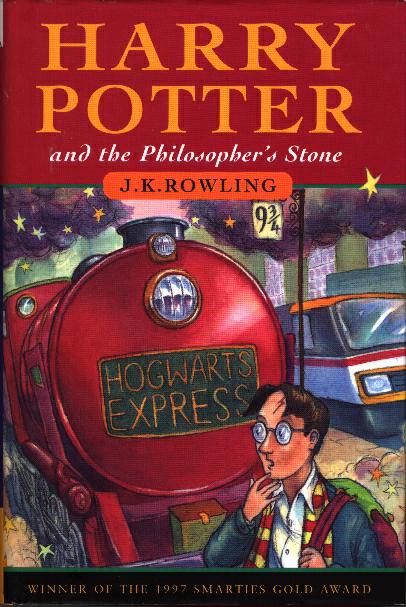 HARRY
POTTER
and the Philosopher's Stone
J.K.ROWLING
9¾
HOGWARTS
EXPRESS
WINNER OF THE 1997 SMARTIES GOLD AWARD